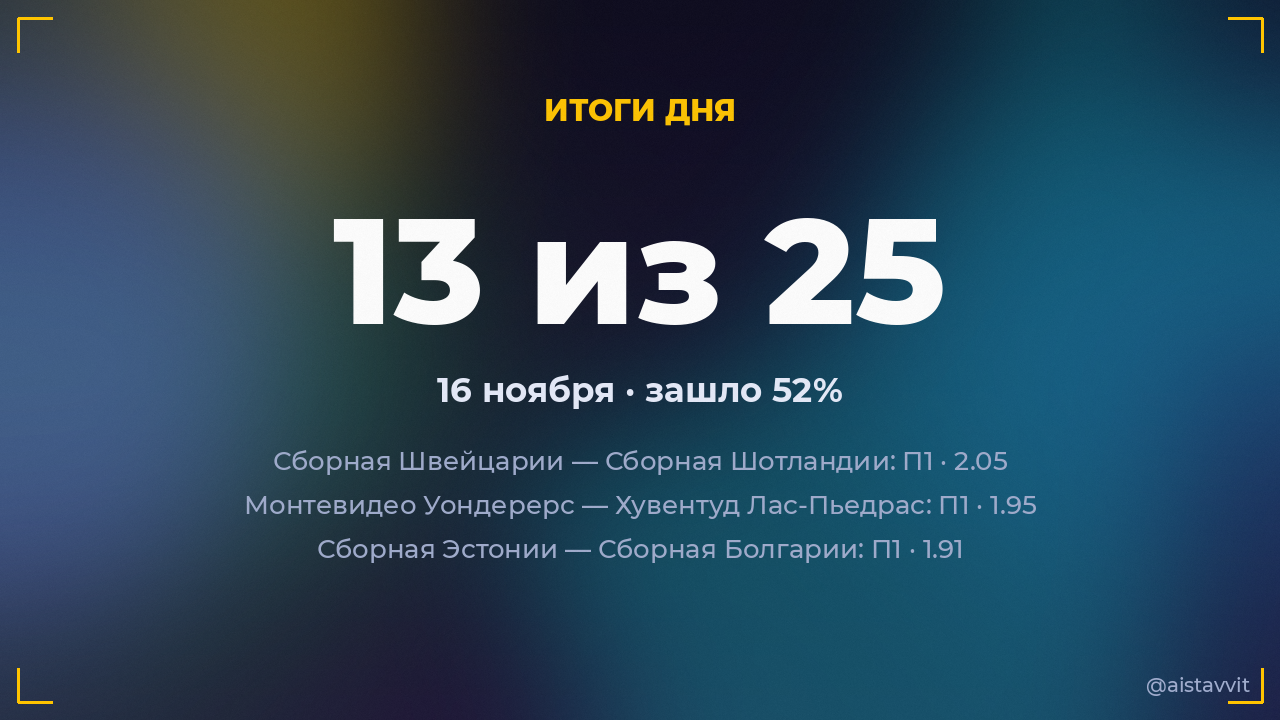 ИТОГИ ДНЯ
13 из 25
16 ноября · зашло 52%
Сборная Швейцарии — Сборная Шотландии: П1 · 2.05
Монтевидео Уондерерс — Хувентуд Лас-Пьедрас: П1 · 1.95
Сборная Эстонии — Сборная Болгарии: П1 · 1.91
@aistavvit